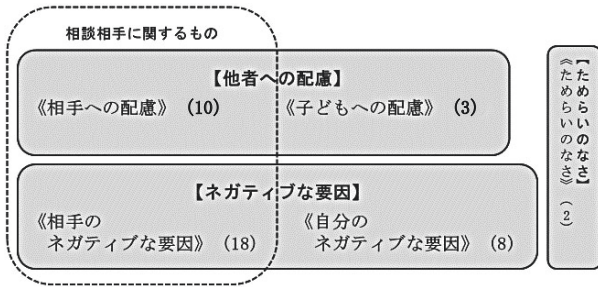 相談相手に関するもの
【他者への配慮】
《相手への配慮》（10）　《子どもへの配慮》（3）
【ネガティブな要因】
《相手の　《自分の
ネガティブな要因》（18）　ネガティブな要因》（8）
【ためらいのなさ】
《ためらいのなさ》（2）